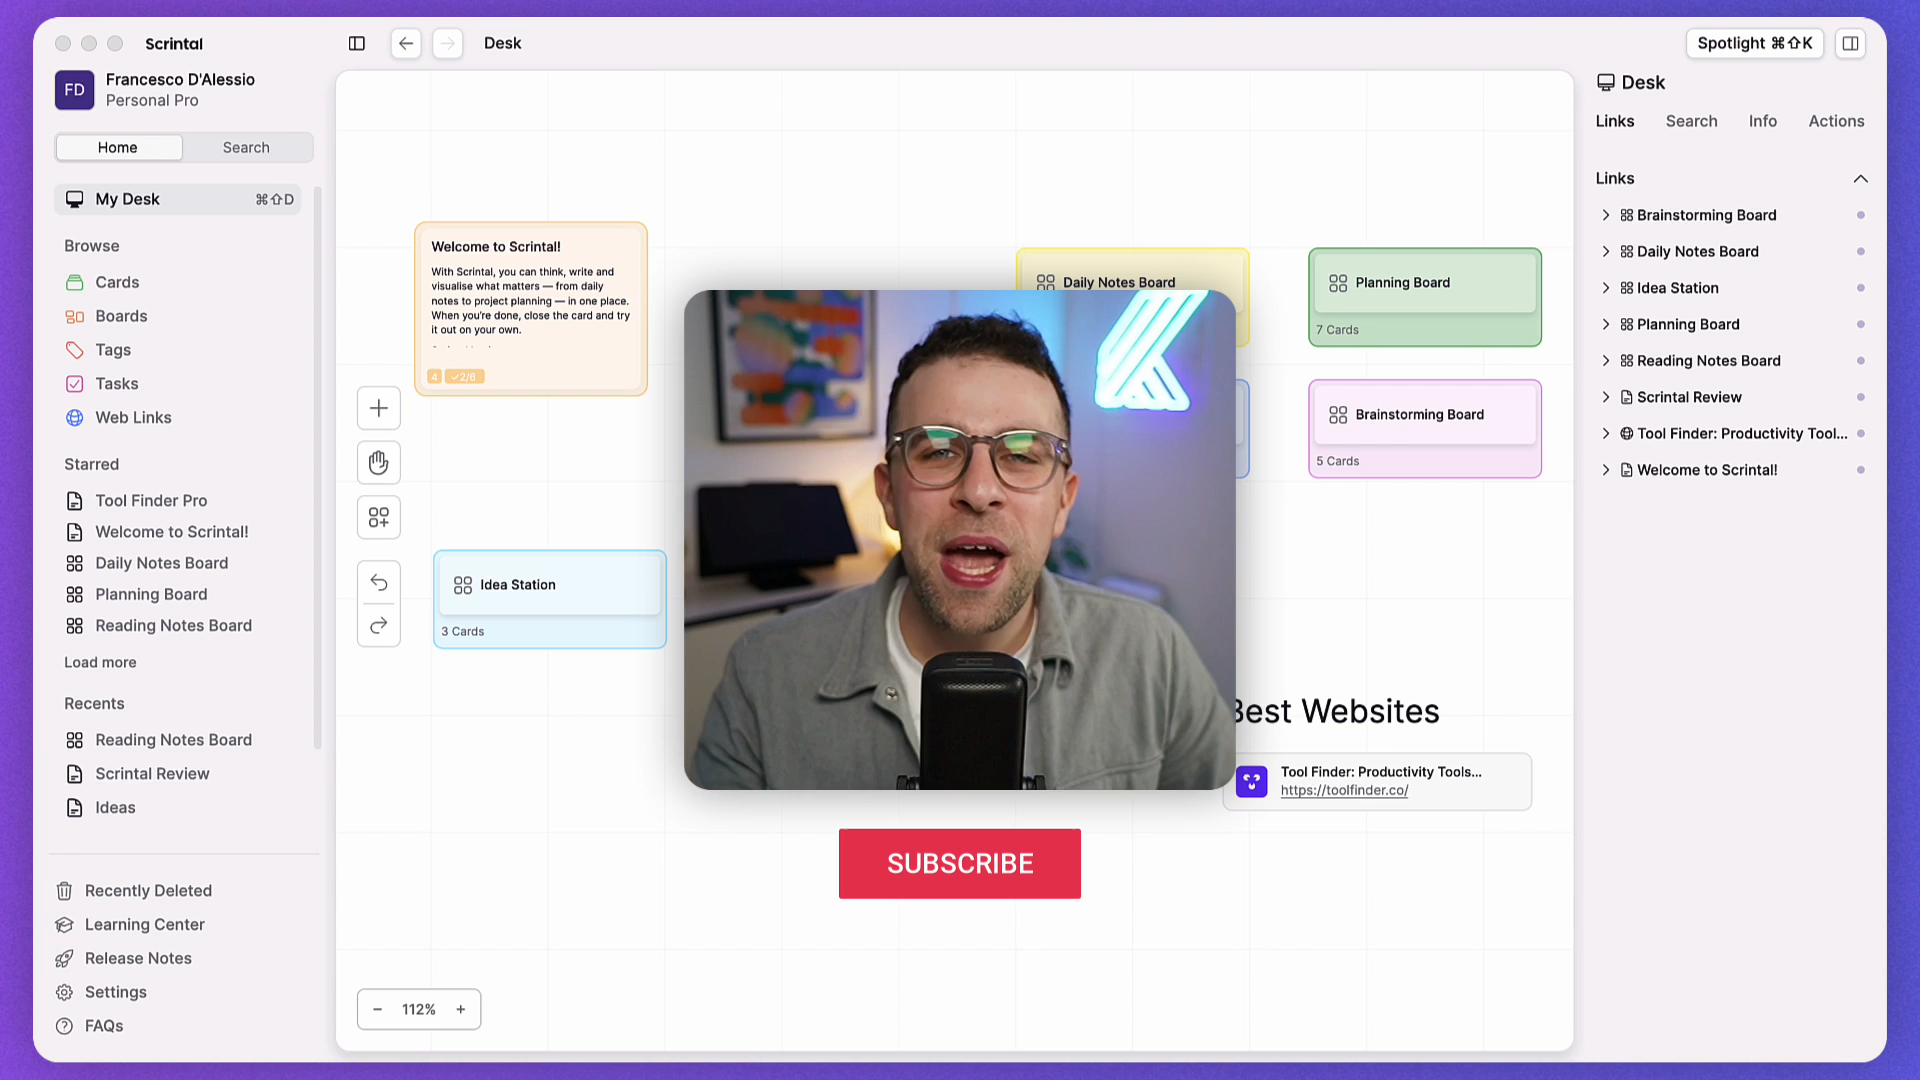 Scrintal
FD
Francesco D'Alessio
Personal Pro
Home
Search
My Desk
⌘⇧D
Browse
Cards
Boards
Tags
Tasks
Web Links
Starred
Tool Finder Pro
Welcome to Scrintal!
Daily Notes Board
Planning Board
Reading Notes Board
Load more
Recents
Reading Notes Board
Scrintal Review
Ideas
Recently Deleted
Learning Center
Release Notes
Settings
FAQs
Desk
Welcome to Scrintal!
With Scrintal, you can think, write and
visualise what matters — from daily
notes to project planning — in one place.
When you're done, close the card and try
it out on your own.
4
2/6
Daily Notes Board
Planning Board
7 Cards
Brainstorming Board
5 Cards
Idea Station
3 Cards
Best Websites
Tool Finder: Productivity Tools...
https://toolfinder.co/
SUBSCRIBE
− 112% +
Spotlight ⌘⇧K
Desk
Links
Search
Info
Actions
Links
Brainstorming Board
Daily Notes Board
Idea Station
Planning Board
Reading Notes Board
Scrintal Review
Tool Finder: Productivity Tool...
Welcome to Scrintal!